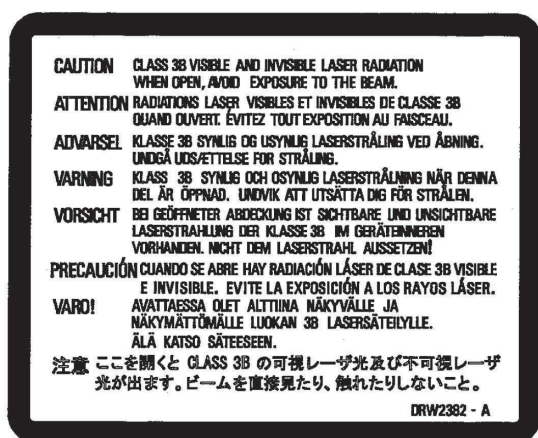 CAUTION CLASS 3B VISIBLE AND INVISIBLE LASER RADIATION
WHEN OPEN, AVOID EXPOSURE TO THE BEAM.
ATTENTION RADIATIONS LASER VISIBLES ET INVISIBLES DE CLASSE 3B
QUAND OUVERT. ÉVITEZ TOUT EXPOSITION AU FAISCEAU.
ADVARSEL KLASSE 3B SYNLIG OG USYNLIG LASERSTRÅLING VED ÅBNING.
UNDGÅ UDSÆTTELSE FOR STRÅLING.
VARNING KLASS 3B SYNLIG OCH OSYNLIG LASERSTRÅLNING NÄR DENNA
DEL ÄR ÖPPNAD. UNDVIK ATT UTSÄTTA DIG FÖR STRÅLEN.
VORSICHT BEI GEÖFFNETER ABDECKUNG IST SICHTBARE UND UNSICHTBARE
LASERSTRAHLUNG DER KLASSE 3B IM GERÄTEINNEREN
VORHANDEN. NICHT DEM LASERSTRAHL AUSSETZEN!
PRECAUCIÓN CUANDO SE ABRE HAY RADIACIÓN LÁSER DE CLASE 3B VISIBLE
E INVISIBLE. EVITE LA EXPOSICIÓN A LOS RAYOS LÁSER.
VARO! AVATTAESSA OLET ALTTIINA NÄKYVÄLLE JA
NÄKYMÄTTÖMÄLLE LUOKAN 3B LASERSÄTEILYLLE.
ÄLÄ KATSO SÄTEESEEN.
注意 ここを開くと CLASS 3B の可視レーザ光及び不可視レーザ
光が出ます。ビームを直接見たり、触れたりしないこと。
DRW2382 - A